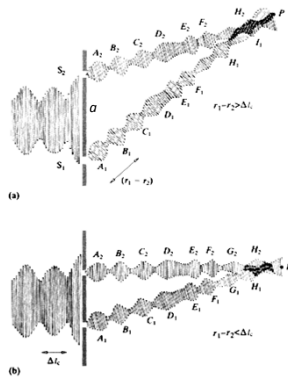 H₂
P
F₂
E₂
D₂
C₂
B₂
A₂
I₁
H₁
G₁
F₁
E₁
D₁
C₁
B₁
A₁
S₂
a
S₁
r₁−r₂>Δlc
(r₁ − r₂)
(a)
A₂
B₂
C₂
D₂
E₂
F₂
G₂
H₂
H₁
G₁
F₁
E₁
D₁
C₁
B₁
A₁
r₁−r₂<Δlc
Δlc
(b)